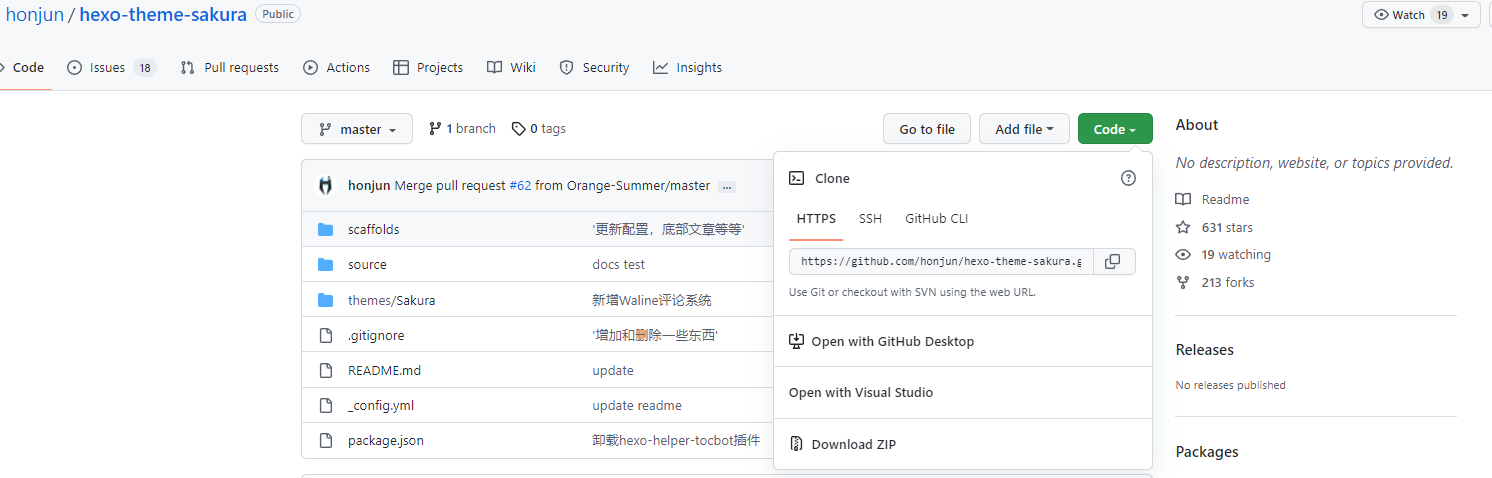 honjun / hexo-theme-sakura Public
Watch 19
Code Issues 18 Pull requests Actions Projects Wiki Security Insights
master 1 branch 0 tags
Go to file Add file Code
honjun Merge pull request #62 from Orange-Summer/master ...
scaffolds '更新配置，底部文章等等'
source docs test
themes/Sakura 新增Waline评论系统
.gitignore '增加和删除一些东西'
README.md update
_config.yml update readme
package.json 卸载hexo-helper-tocbot插件
Clone
HTTPS SSH GitHub CLI
https://github.com/honjun/hexo-theme-sakura.g
Use Git or checkout with SVN using the web URL.
Open with GitHub Desktop
Open with Visual Studio
Download ZIP
About
No description, website, or topics provided.
Readme
631 stars
19 watching
213 forks
Releases
No releases published
Packages